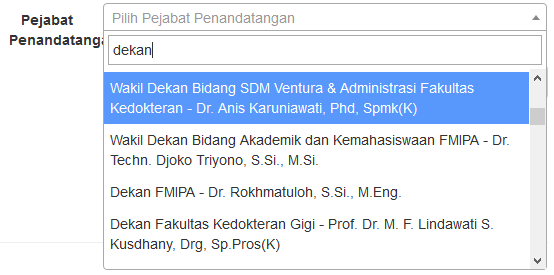 Pejabat
Penandatanga
Pilih Pejabat Penandatangan
dekan
Wakil Dekan Bidang SDM Ventura & Administrasi Fakultas
Kedokteran - Dr. Anis Karuniawati, Phd, Spmk(K)
Wakil Dekan Bidang Akademik dan Kemahasiswaan FMIPA - Dr.
Techn. Djoko Triyono, S.Si., M.Si.
Dekan FMIPA - Dr. Rokhmatuloh, S.Si., M.Eng.
Dekan Fakultas Kedokteran Gigi - Prof. Dr. M. F. Lindawati S.
Kusdhany, Drg, Sp.Pros(K)